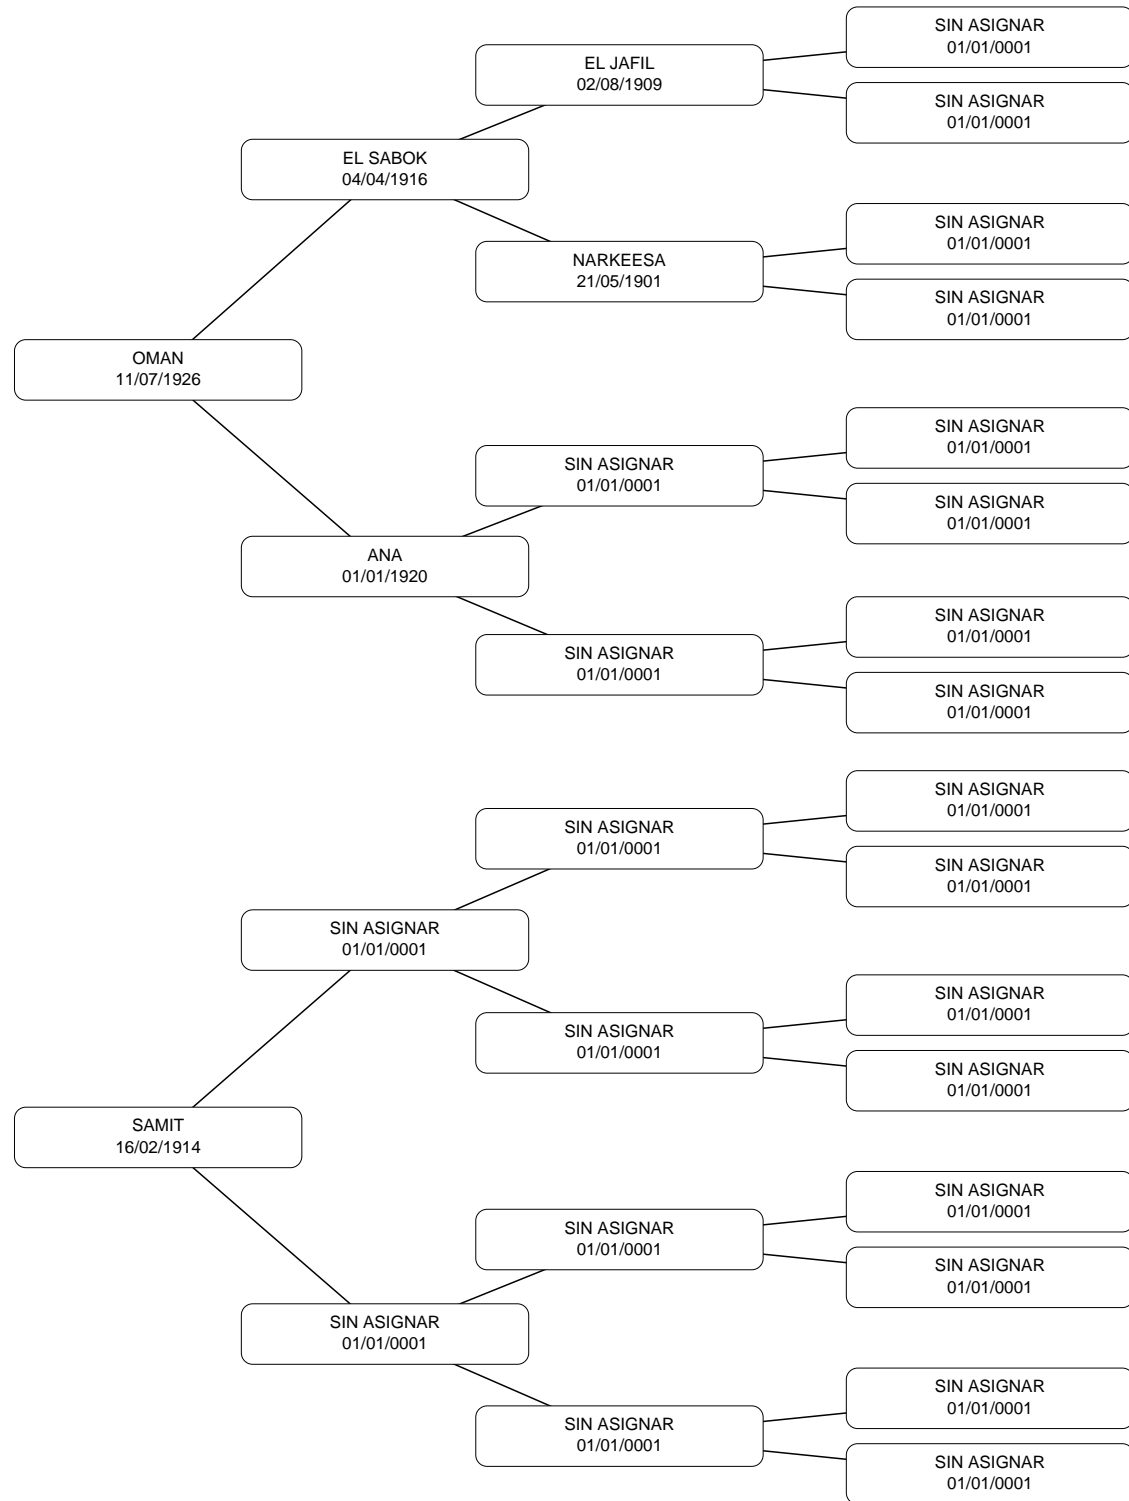 SIN ASIGNAR
01/01/0001
EL JAFIL
02/08/1909
SIN ASIGNAR
01/01/0001
EL SABOK
04/04/1916
SIN ASIGNAR
01/01/0001
NARKEESA
21/05/1901
SIN ASIGNAR
01/01/0001
OMAN
11/07/1926
SIN ASIGNAR
01/01/0001
SIN ASIGNAR
01/01/0001
SIN ASIGNAR
01/01/0001
ANA
01/01/1920
SIN ASIGNAR
01/01/0001
SIN ASIGNAR
01/01/0001
SIN ASIGNAR
01/01/0001
SIN ASIGNAR
01/01/0001
SIN ASIGNAR
01/01/0001
SIN ASIGNAR
01/01/0001
SIN ASIGNAR
01/01/0001
SIN ASIGNAR
01/01/0001
SIN ASIGNAR
01/01/0001
SIN ASIGNAR
01/01/0001
SAMIT
16/02/1914
SIN ASIGNAR
01/01/0001
SIN ASIGNAR
01/01/0001
SIN ASIGNAR
01/01/0001
SIN ASIGNAR
01/01/0001
SIN ASIGNAR
01/01/0001
SIN ASIGNAR
01/01/0001
SIN ASIGNAR
01/01/0001